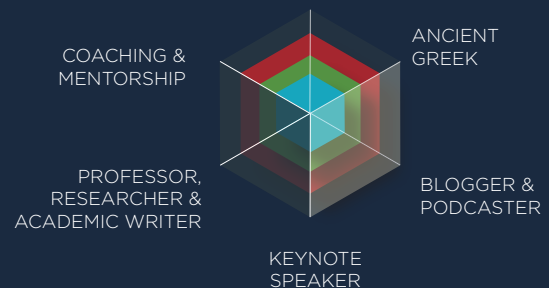 COACHING &
MENTORSHIP
ANCIENT
GREEK
PROFESSOR,
RESEARCHER &
ACADEMIC WRITER
BLOGGER &
PODCASTER
KEYNOTE
SPEAKER